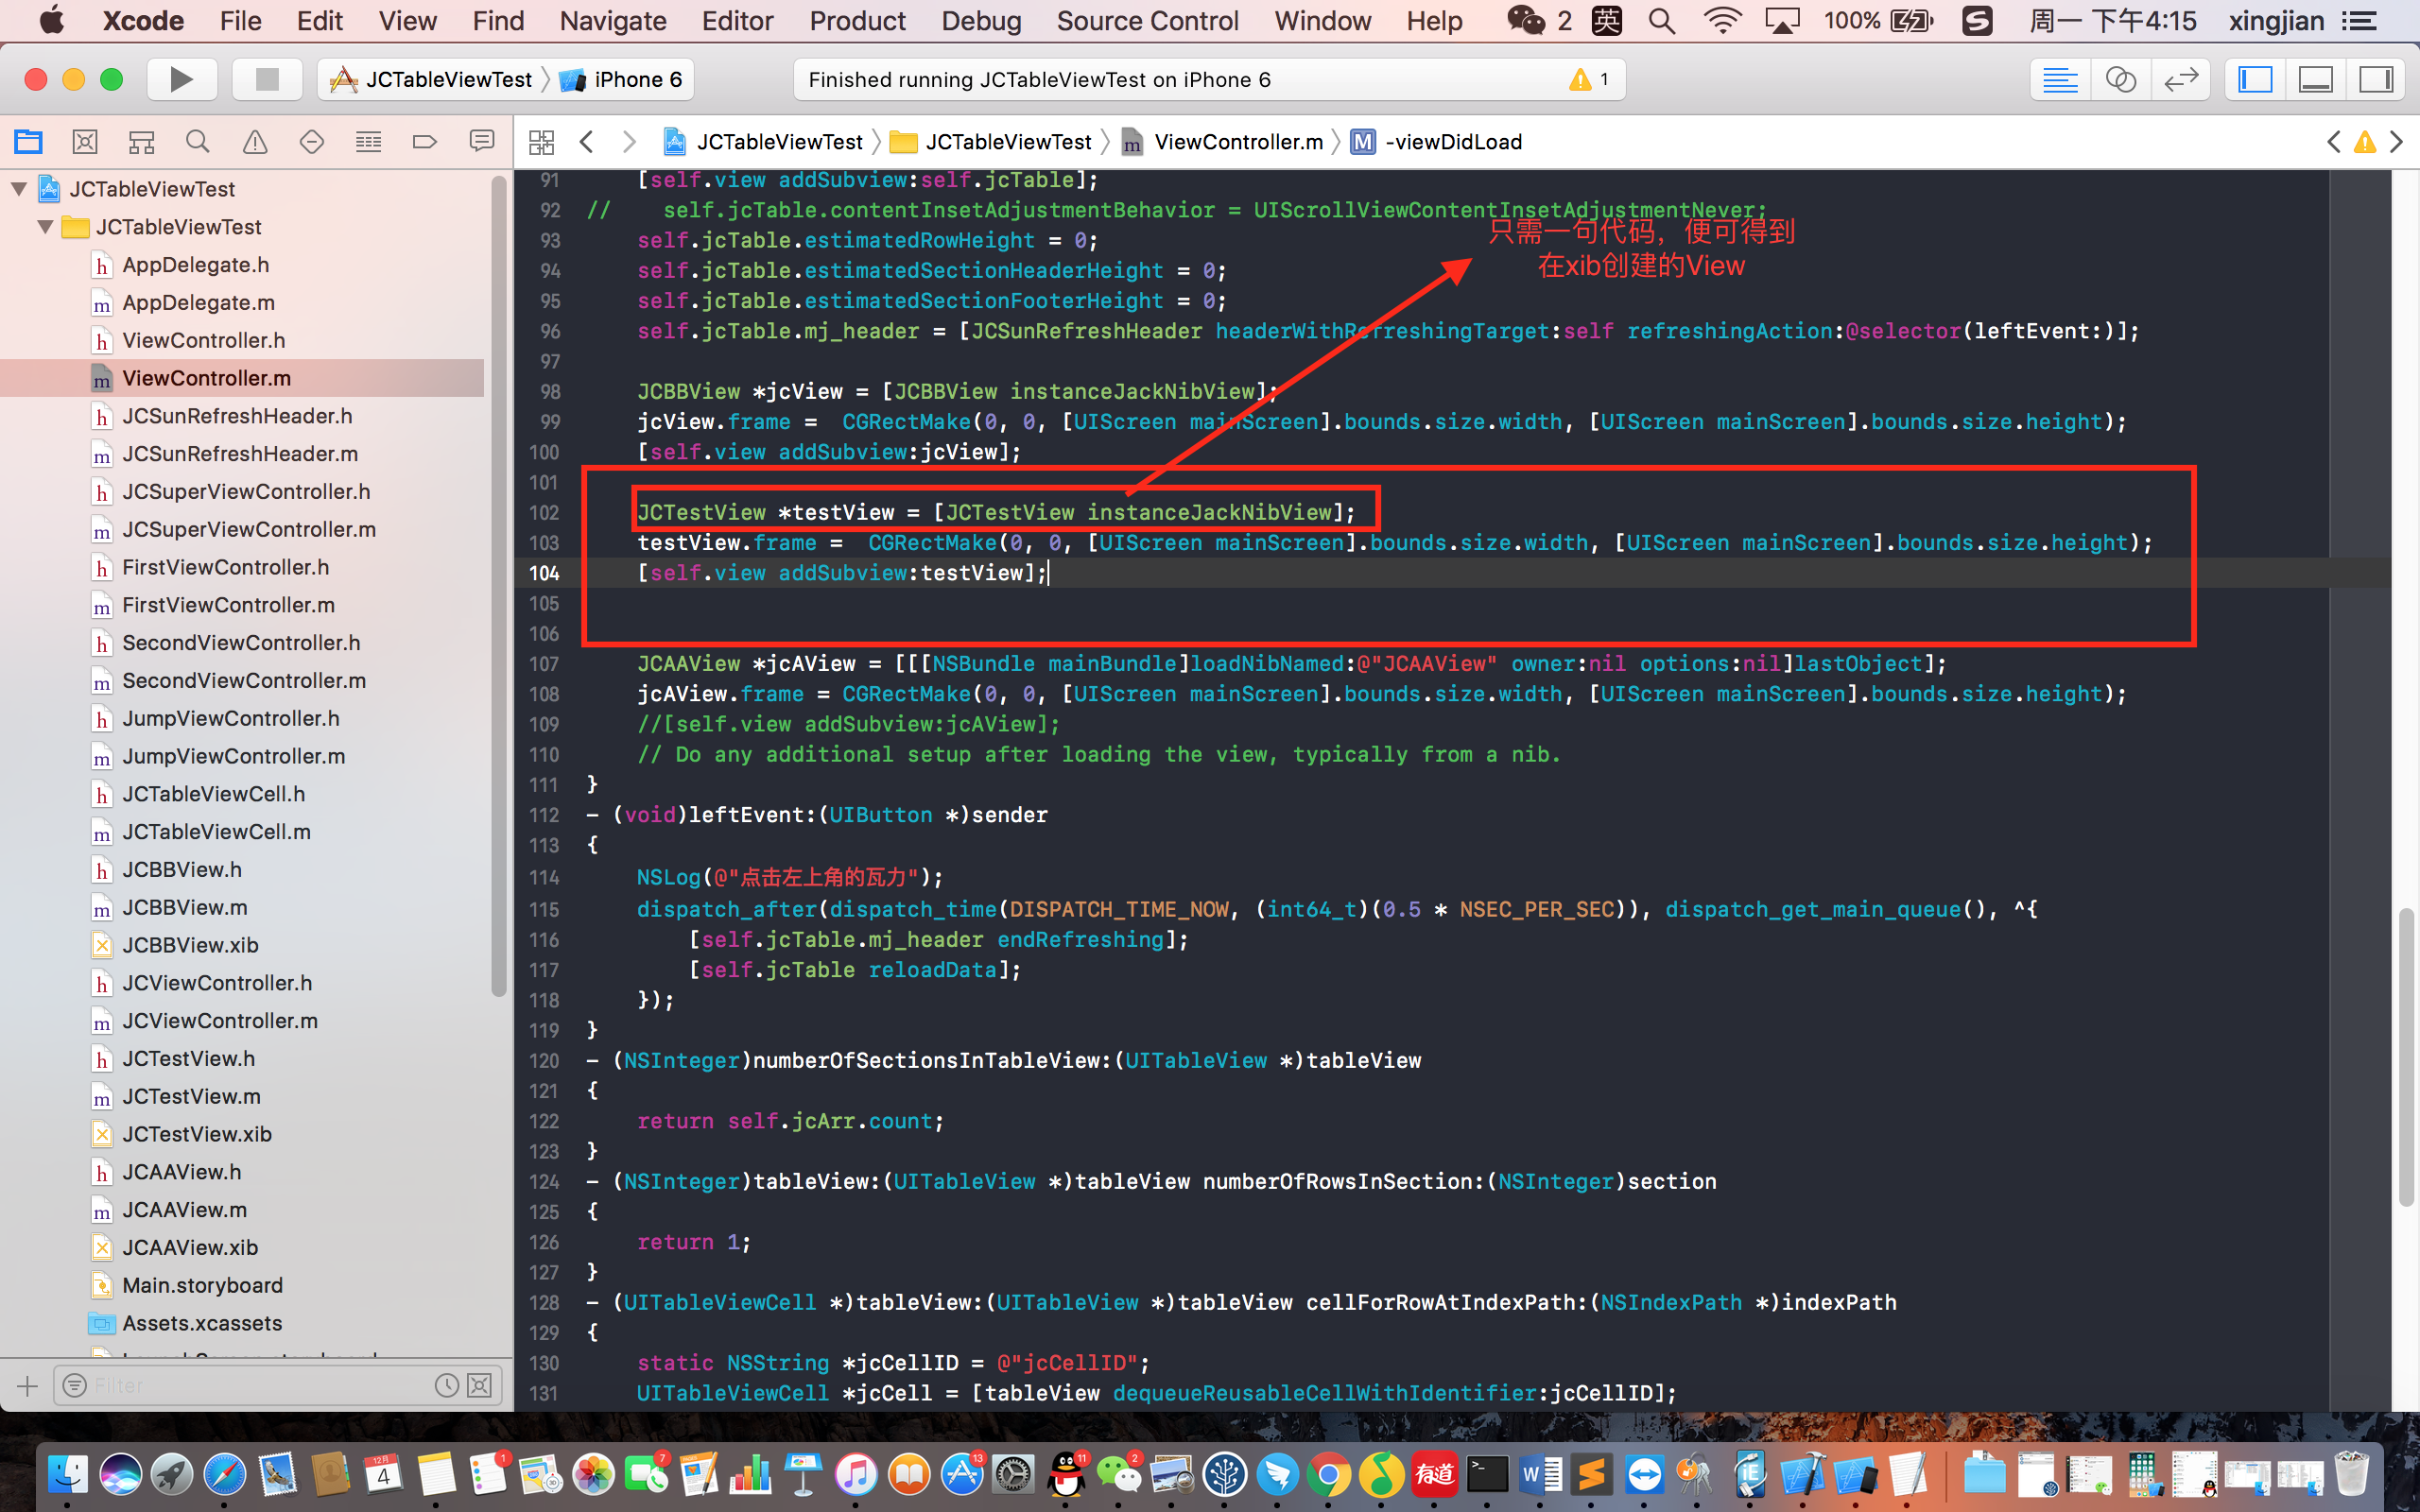 Xcode File Edit View Find Navigate Editor Product Debug Source Control Window Help 2 英 100% 周一 下午4:15 xingjian
JCTableViewTest iPhone 6 Finished running JCTableViewTest on iPhone 6 1
JCTableViewTest JCTableViewTest ViewController.m M -viewDidLoad
JCTableViewTest
JCTableViewTest
h AppDelegate.h
m AppDelegate.m
h ViewController.h
m ViewController.m
h JCSunRefreshHeader.h
m JCSunRefreshHeader.m
h JCSuperViewController.h
m JCSuperViewController.m
h FirstViewController.h
m FirstViewController.m
h SecondViewController.h
m SecondViewController.m
h JumpViewController.h
m JumpViewController.m
h JCTableViewCell.h
m JCTableViewCell.m
h JCBBView.h
m JCBBView.m
JCBBView.xib
h JCViewController.h
m JCViewController.m
h JCTestView.h
m JCTestView.m
JCTestView.xib
h JCAAView.h
m JCAAView.m
JCAAView.xib
Main.storyboard
Assets.xcassets
Filter
91 [self.view addSubview:self.jcTable];
92 // self.jcTable.contentInsetAdjustmentBehavior = UIScrollViewContentInsetAdjustmentNever;
93 self.jcTable.estimatedRowHeight = 0;
94 self.jcTable.estimatedSectionHeaderHeight = 0;
95 self.jcTable.estimatedSectionFooterHeight = 0;
96 self.jcTable.mj_header = [JCSunRefreshHeader headerWithRefreshingTarget:self refreshingAction:@selector(leftEvent:)];
97
98 JCBBView *jcView = [JCBBView instanceJackNibView];
99 jcView.frame = CGRectMake(0, 0, [UIScreen mainScreen].bounds.size.width, [UIScreen mainScreen].bounds.size.height);
100 [self.view addSubview:jcView];
101
102 JCTestView *testView = [JCTestView instanceJackNibView];
103 testView.frame = CGRectMake(0, 0, [UIScreen mainScreen].bounds.size.width, [UIScreen mainScreen].bounds.size.height);
104 [self.view addSubview:testView];
105
106
107 JCAAView *jcAView = [[[NSBundle mainBundle]loadNibNamed:@"JCAAView" owner:nil options:nil]lastObject];
108 jcAView.frame = CGRectMake(0, 0, [UIScreen mainScreen].bounds.size.width, [UIScreen mainScreen].bounds.size.height);
109 //[self.view addSubview:jcAView];
110 // Do any additional setup after loading the view, typically from a nib.
111 }
112 - (void)leftEvent:(UIButton *)sender
113 {
114 NSLog(@"点击左上角的瓦力");
115 dispatch_after(dispatch_time(DISPATCH_TIME_NOW, (int64_t)(0.5 * NSEC_PER_SEC)), dispatch_get_main_queue(), ^{
116 [self.jcTable.mj_header endRefreshing];
117 [self.jcTable reloadData];
118 });
119 }
120 - (NSInteger)numberOfSectionsInTableView:(UITableView *)tableView
121 {
122 return self.jcArr.count;
123 }
124 - (NSInteger)tableView:(UITableView *)tableView numberOfRowsInSection:(NSInteger)section
125 {
126 return 1;
127 }
128 - (UITableViewCell *)tableView:(UITableView *)tableView cellForRowAtIndexPath:(NSIndexPath *)indexPath
129 {
130 static NSString *jcCellID = @"jcCellID";
131 UITableViewCell *jcCell = [tableView dequeueReusableCellWithIdentifier:jcCellID];
只需一句代码，便可得到
在xib创建的View
12月 4 1 7 13 11 2 有道 W iE